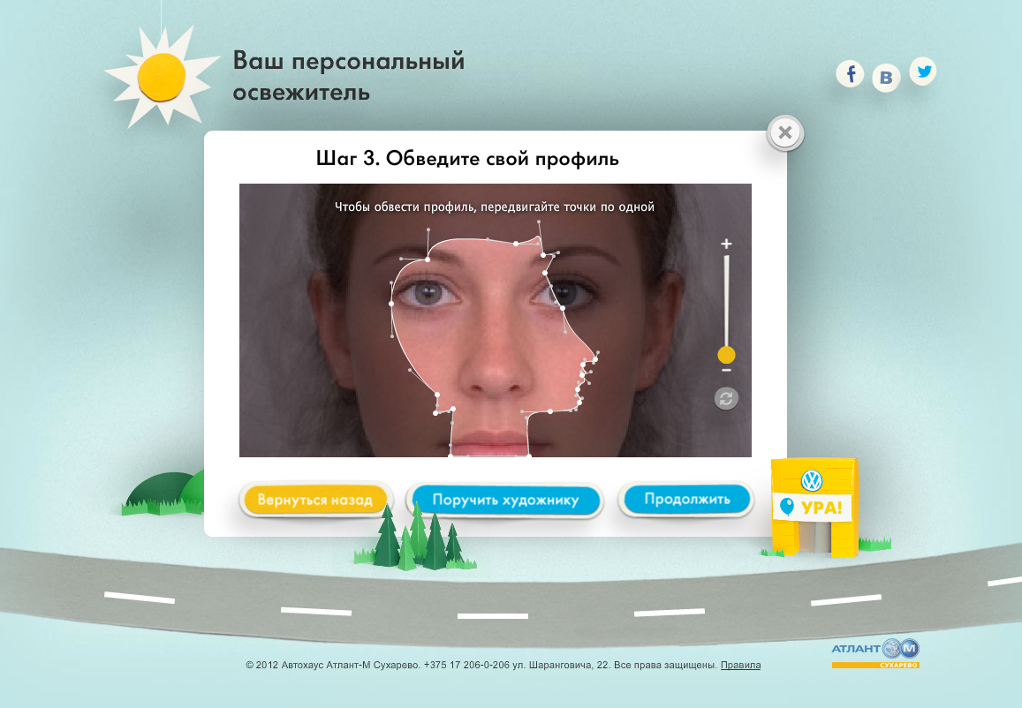 Ваш персональный
освежитель
Шаг 3. Обведите свой профиль
Чтобы обвести профиль, передвигайте точки по одной
Вернуться назад
Поручить художнику
Продолжить
УРА!
АТЛАНТ М
СУХАРЕВО
© 2012 Автохаус Атлант-М Сухарево. +375 17 206-0-206 ул. Шаранговича, 22. Все права защищены. Правила